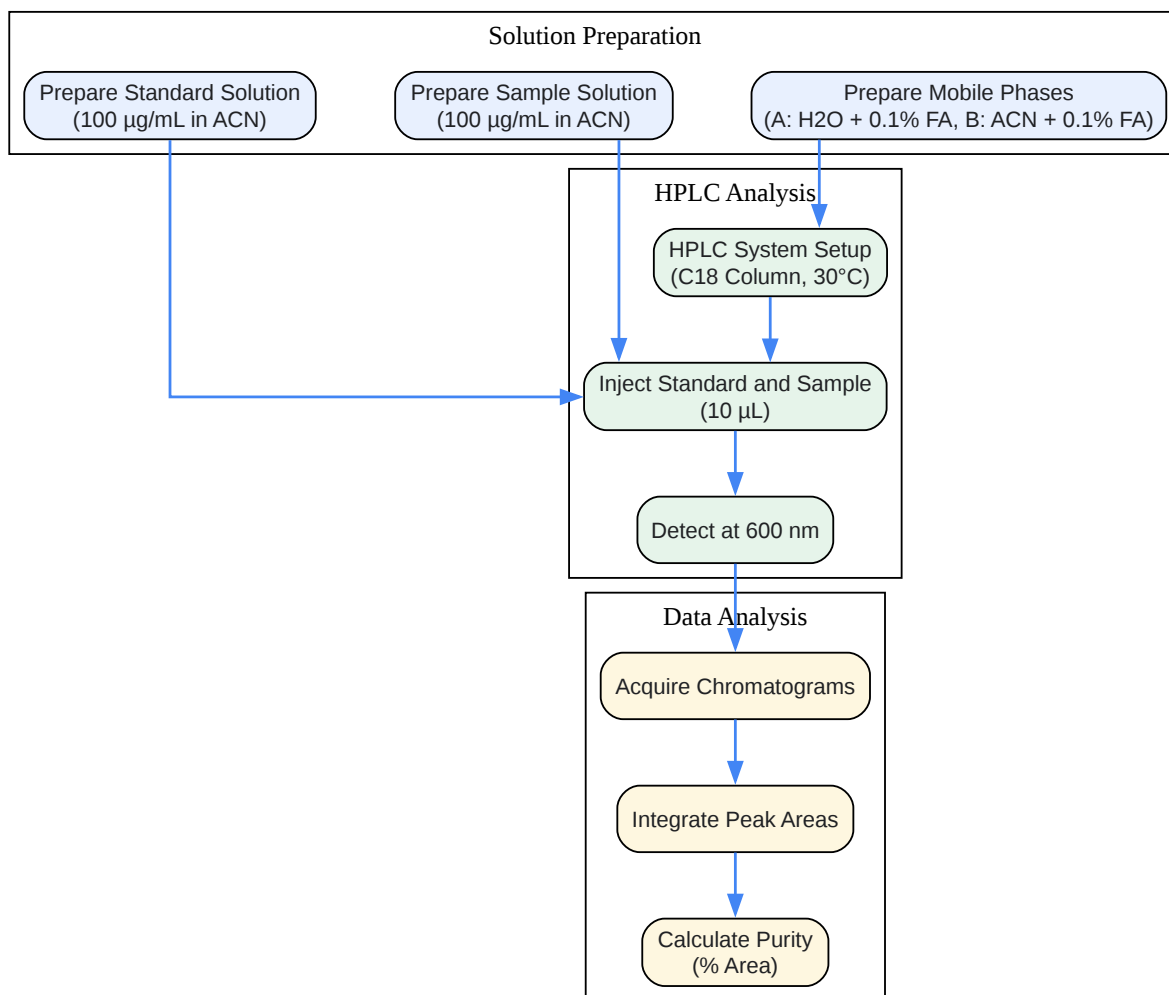 Solution Preparation
Prepare Standard Solution
(100 µg/mL in ACN)
Prepare Sample Solution
(100 µg/mL in ACN)
Prepare Mobile Phases
(A: H2O + 0.1% FA, B: ACN + 0.1% FA)
HPLC Analysis
HPLC System Setup
(C18 Column, 30°C)
Inject Standard and Sample
(10 µL)
Detect at 600 nm
Data Analysis
Acquire Chromatograms
Integrate Peak Areas
Calculate Purity
(% Area)